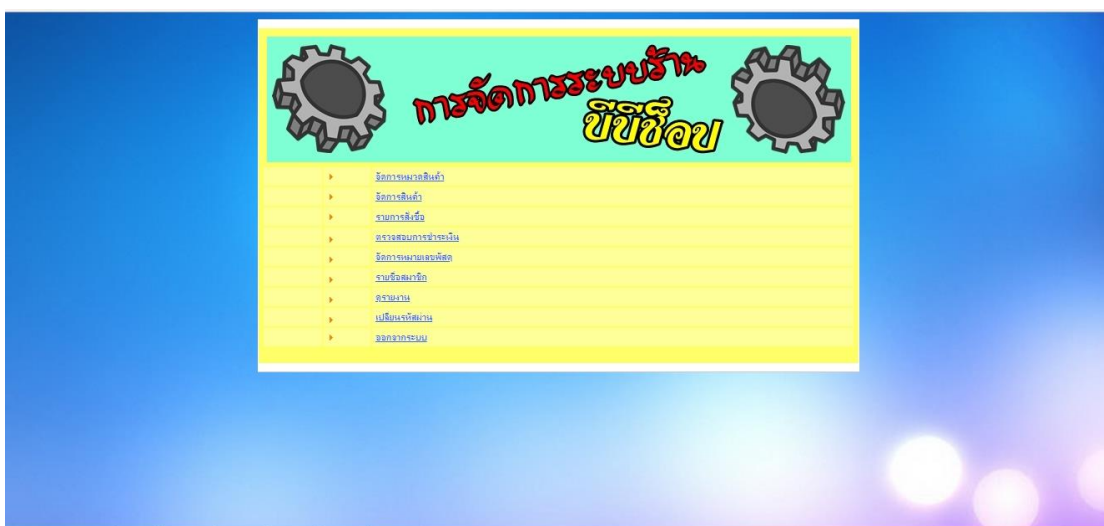 การจัดการระบบร้าน
บีบีช็อป
จัดการหมวดสินค้า
จัดการสินค้า
รายการสั่งซื้อ
ตรวจสอบการชำระเงิน
จัดการหมายเลขพัสดุ
รายชื่อสมาชิก
ดูรายงาน
เปลี่ยนรหัสผ่าน
ออกจากระบบ